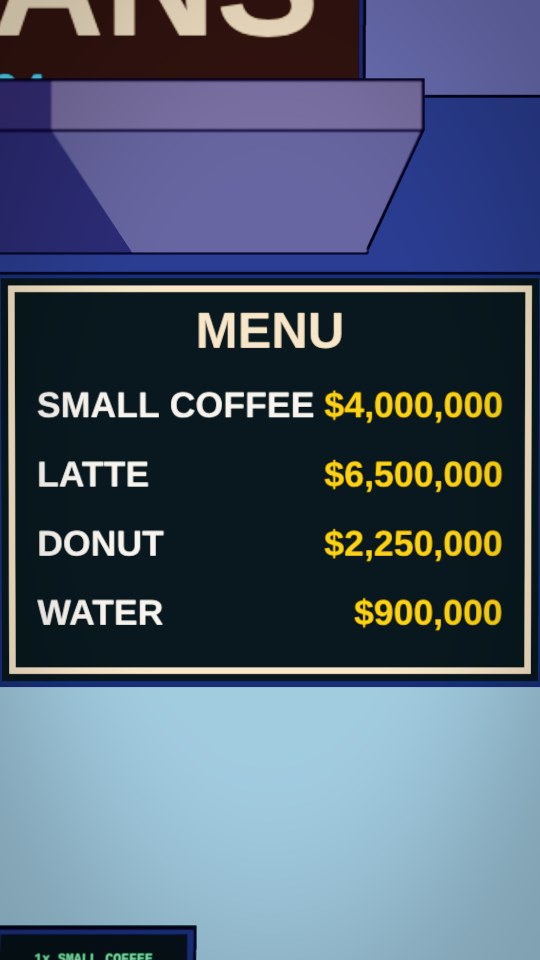 MENU
SMALL COFFEE $4,000,000
LATTE $6,500,000
DONUT $2,250,000
WATER $900,000
1x SMALL COFFEE